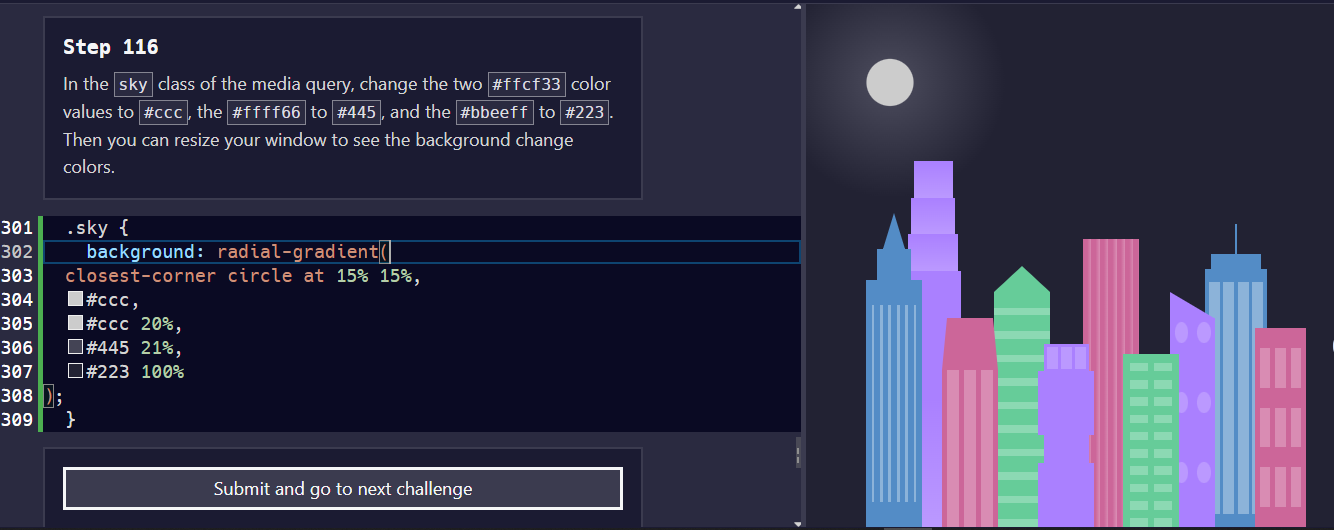 Step 116
In the sky class of the media query, change the two #ffcf33 color
values to #ccc, the #ffff66 to #445, and the #bbeeff to #223.
Then you can resize your window to see the background change
colors.
301 .sky {
302 background: radial-gradient(
303 closest-corner circle at 15% 15%,
304 #ccc,
305 #ccc 20%,
306 #445 21%,
307 #223 100%
308 );
309 }
Submit and go to next challenge